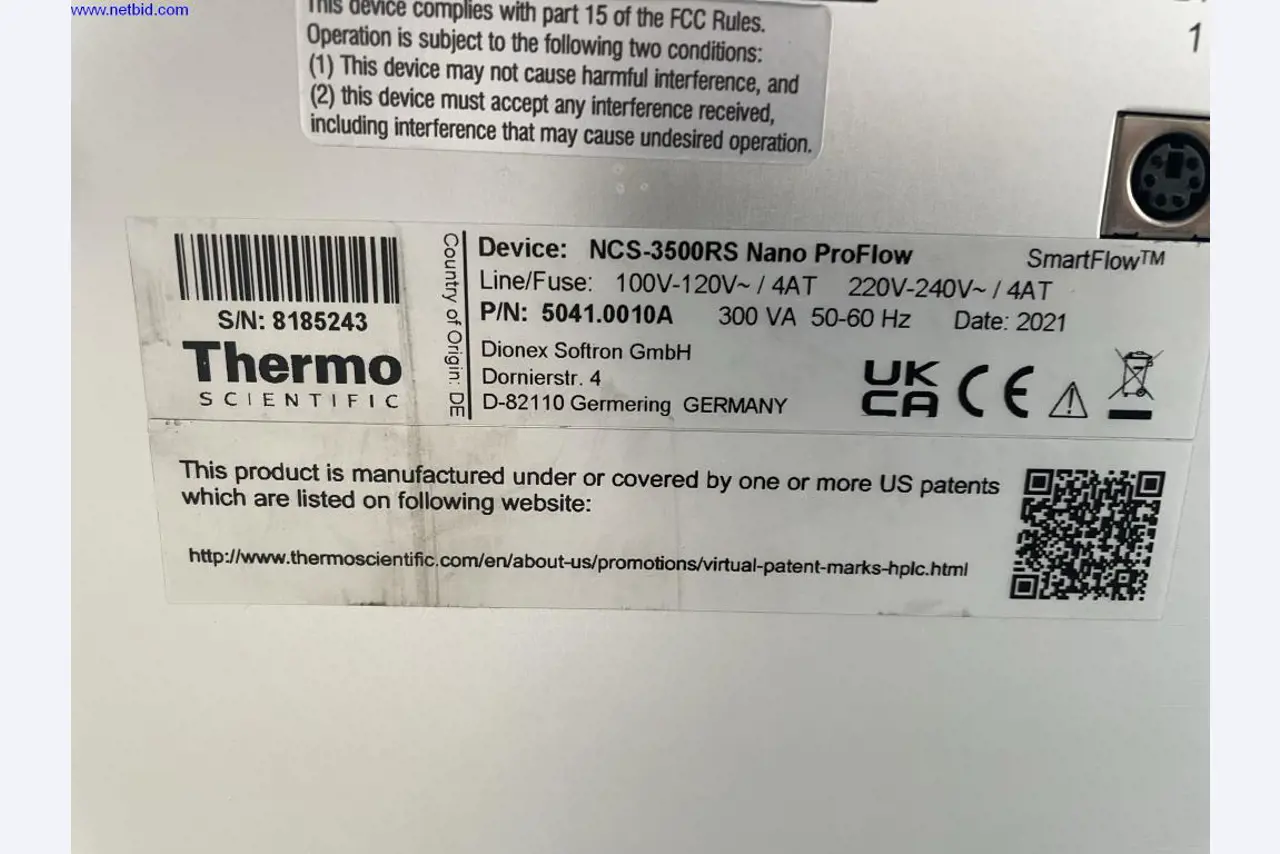 www.netbid.com
This device complies with part 15 of the FCC Rules.
Operation is subject to the following two conditions:
(1) This device may not cause harmful interference, and
(2) this device must accept any interference received,
including interference that may cause undesired operation.
1
S/N: 8185243
Thermo
SCIENTIFIC
Country of Origin: DE
Device: NCS-3500RS Nano ProFlow SmartFlow™
Line/Fuse: 100V-120V~ / 4AT 220V-240V~ / 4AT
P/N: 5041.0010A 300 VA 50-60 Hz Date: 2021
Dionex Softron GmbH
Dornierstr. 4
D-82110 Germering GERMANY
UK
CA CE
This product is manufactured under or covered by one or more US patents
which are listed on following website:
http://www.thermoscientific.com/en/about-us/promotions/virtual-patent-marks-hplc.html